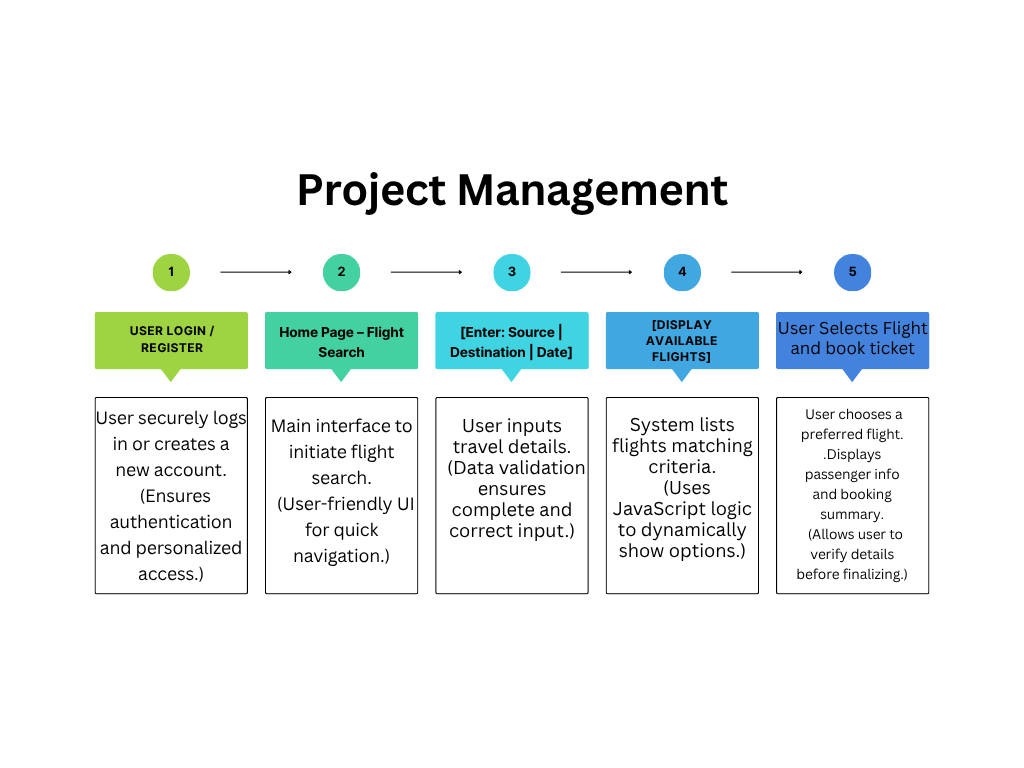 Project Management
1
2
3
4
5
USER LOGIN /
REGISTER
Home Page – Flight
Search
[Enter: Source |
Destination | Date]
[DISPLAY
AVAILABLE
FLIGHTS]
User Selects Flight
and book ticket
User securely logs
in or creates a
new account.
(Ensures
authentication
and personalized
access.)
Main interface to
initiate flight
search.
(User-friendly UI
for quick
navigation.)
User inputs
travel details.
(Data validation
ensures
complete and
correct input.)
System lists
flights matching
criteria.
(Uses
JavaScript logic
to dynamically
show options.)
User chooses a
preferred flight.
.Displays
passenger info
and booking
summary.
(Allows user to
verify details
before finalizing.)